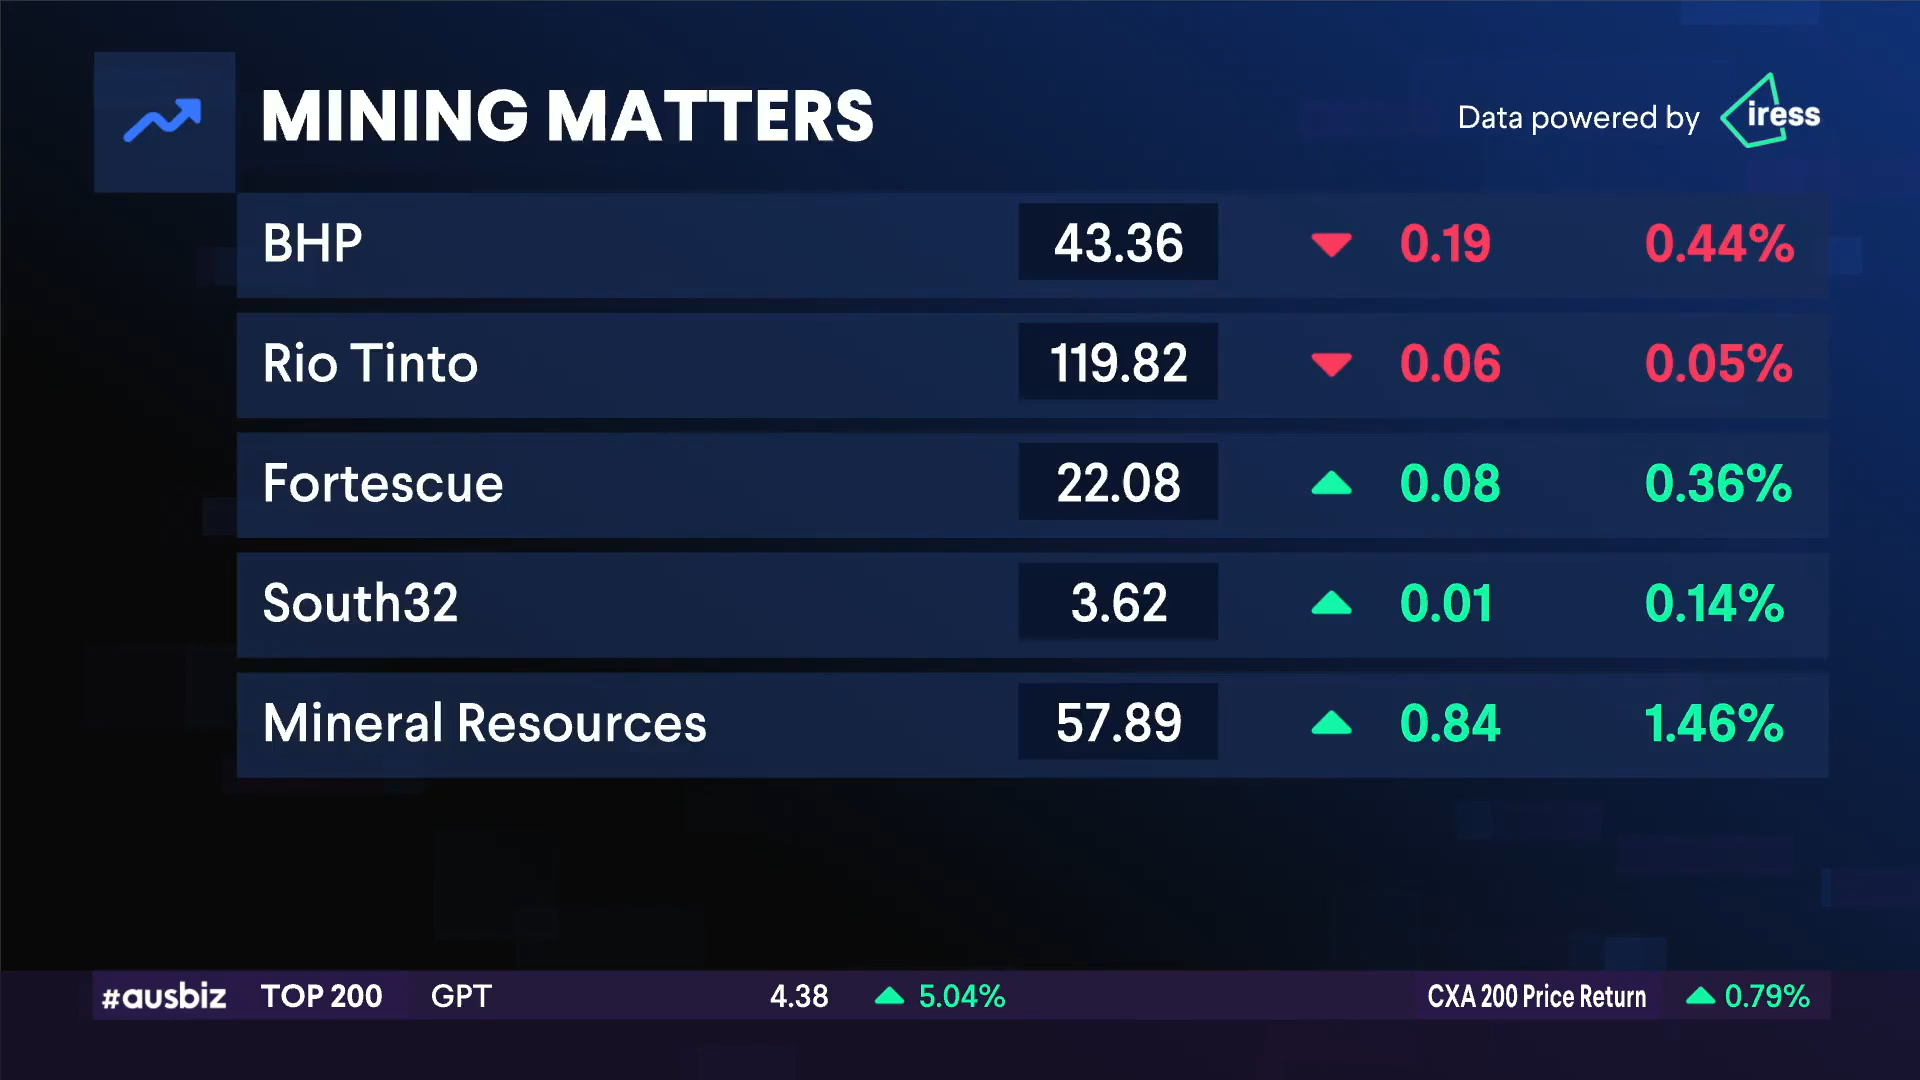 MINING MATTERS
Data powered by iress
BHP 43.36 ▼ 0.19 0.44%
Rio Tinto 119.82 ▼ 0.06 0.05%
Fortescue 22.08 ▲ 0.08 0.36%
South32 3.62 ▲ 0.01 0.14%
Mineral Resources 57.89 ▲ 0.84 1.46%
#ausbiz TOP 200 GPT 4.38 ▲ 5.04% CXA 200 Price Return ▲ 0.79%